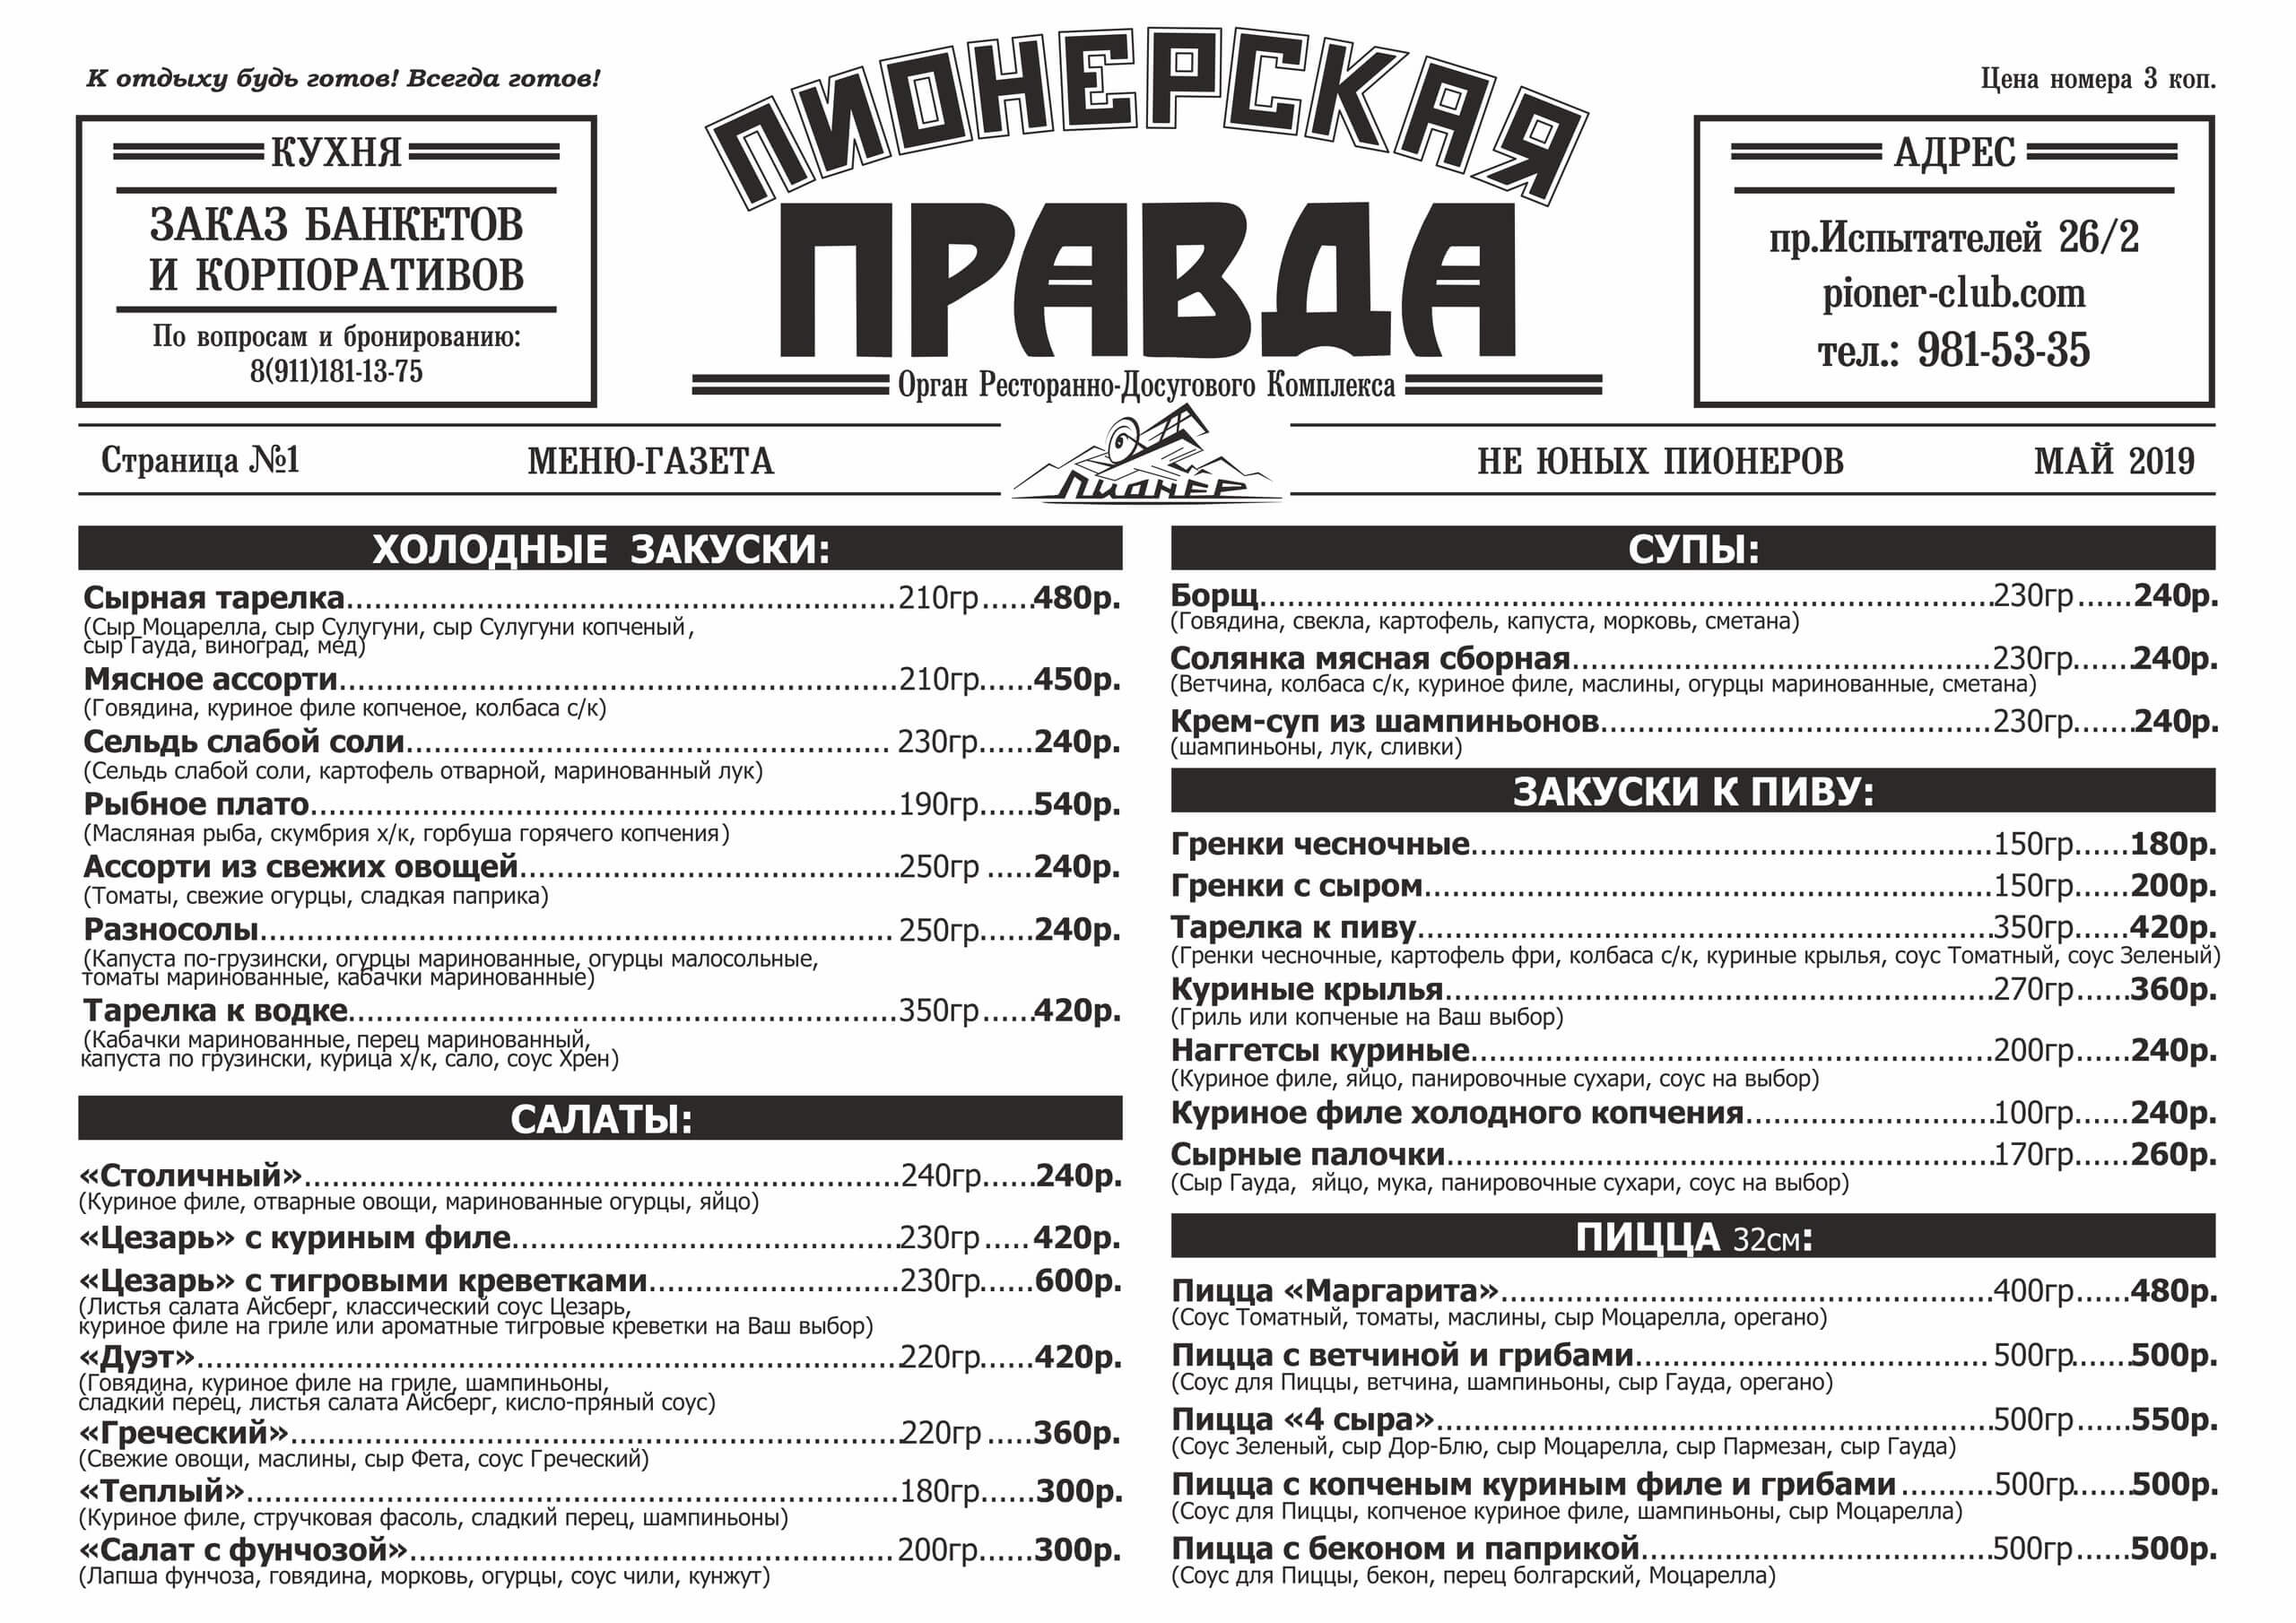 К отдыху будь готов! Всегда готов!
КУХНЯ
ЗАКАЗ БАНКЕТОВ
И КОРПОРАТИВОВ
По вопросам и бронированию:
8(911)181-13-75
ПИОНЕРСКАЯ
ПРАВДА
Орган Ресторанно-Досугового Комплекса
Цена номера 3 коп.
АДРЕС
пр.Испытателей 26/2
pioner-club.com
тел.: 981-53-35
Страница №1 МЕНЮ-ГАЗЕТА ПИОНЕР НЕ ЮНЫХ ПИОНЕРОВ МАЙ 2019
ХОЛОДНЫЕ ЗАКУСКИ:
Сырная тарелка...210гр......480р.
(Сыр Моцарелла, сыр Сулугуни, сыр Сулугуни копченый,
сыр Гауда, виноград, мед)
Мясное ассорти...210гр......450р.
(Говядина, куриное филе копченое, колбаса с/к)
Сельдь слабой соли... 230гр......240р.
(Сельдь слабой соли, картофель отварной, маринованный лук)
Рыбное плато...190гр......540р.
(Масляная рыба, скумбрия х/к, горбуша горячего копчения)
Ассорти из свежих овощей...250гр .....240р.
(Томаты, свежие огурцы, сладкая паприка)
Разносолы... 250гр......240р.
(Капуста по-грузински, огурцы маринованные, огурцы малосольные,
томаты маринованные, кабачки маринованные)
Тарелка к водке...350гр......420р.
(Кабачки маринованные, перец маринованный,
капуста по грузински, курица х/к, сало, соус Хрен)
САЛАТЫ:
«Столичный»...240гр......240р.
(Куриное филе, отварные овощи, маринованные огурцы, яйцо)
«Цезарь» с куриным филе...230гр.....420р.
«Цезарь» с тигровыми креветками...230гр......600р.
(Листья салата Айсберг, классический соус Цезарь,
куриное филе на гриле или ароматные тигровые креветки на Ваш выбор)
«Дуэт»...220гр......420р.
(Говядина, куриное филе на гриле, шампиньоны,
сладкий перец, листья салата Айсберг, кисло-пряный соус)
«Греческий»...220гр .....360р.
(Свежие овощи, маслины, сыр Фета, соус Греческий)
«Теплый»...180гр......300р.
(Куриное филе, стручковая фасоль, сладкий перец, шампиньоны)
«Салат с фунчозой»... 200гр......300р.
(Лапша фунчоза, говядина, морковь, огурцы, соус чили, кунжут)
СУПЫ:
Борщ...230гр......240р.
(Говядина, свекла, картофель, капуста, морковь, сметана)
Солянка мясная сборная...230гр......240р.
(Ветчина, колбаса с/к, куриное филе, маслины, огурцы маринованные, сметана)
Крем-суп из шампиньонов...230гр......240р.
(шампиньоны, лук, сливки)
ЗАКУСКИ К ПИВУ:
Гренки чесночные...150гр......180р.
Гренки с сыром...150гр......200р.
Тарелка к пиву...350гр......420р.
(Гренки чесночные, картофель фри, колбаса с/к, куриные крылья, соус Томатный, соус Зеленый)
Куриные крылья...270гр......360р.
(Гриль или копченые на Ваш выбор)
Наггетсы куриные...200гр......240р.
(Куриное филе, яйцо, панировочные сухари, соус на выбор)
Куриное филе холодного копчения...100гр......240р.
Сырные палочки...170гр......260р.
(Сыр Гауда, яйцо, мука, панировочные сухари, соус на выбор)
ПИЦЦА 32см:
Пицца «Маргарита»...400гр......480р.
(Соус Томатный, томаты, маслины, сыр Моцарелла, орегано)
Пицца с ветчиной и грибами... 500гр......500р.
(Соус для Пиццы, ветчина, шампиньоны, сыр Гауда, орегано)
Пицца «4 сыра»...500гр......550р.
(Соус Зеленый, сыр Дор-Блю, сыр Моцарелла, сыр Пармезан, сыр Гауда)
Пицца с копченым куриным филе и грибами...500гр......500р.
(Соус для Пиццы, копченое куриное филе, шампиньоны, сыр Моцарелла)
Пицца с беконом и паприкой...500гр......500р.
(Соус для Пиццы, бекон, перец болгарский, Моцарелла)